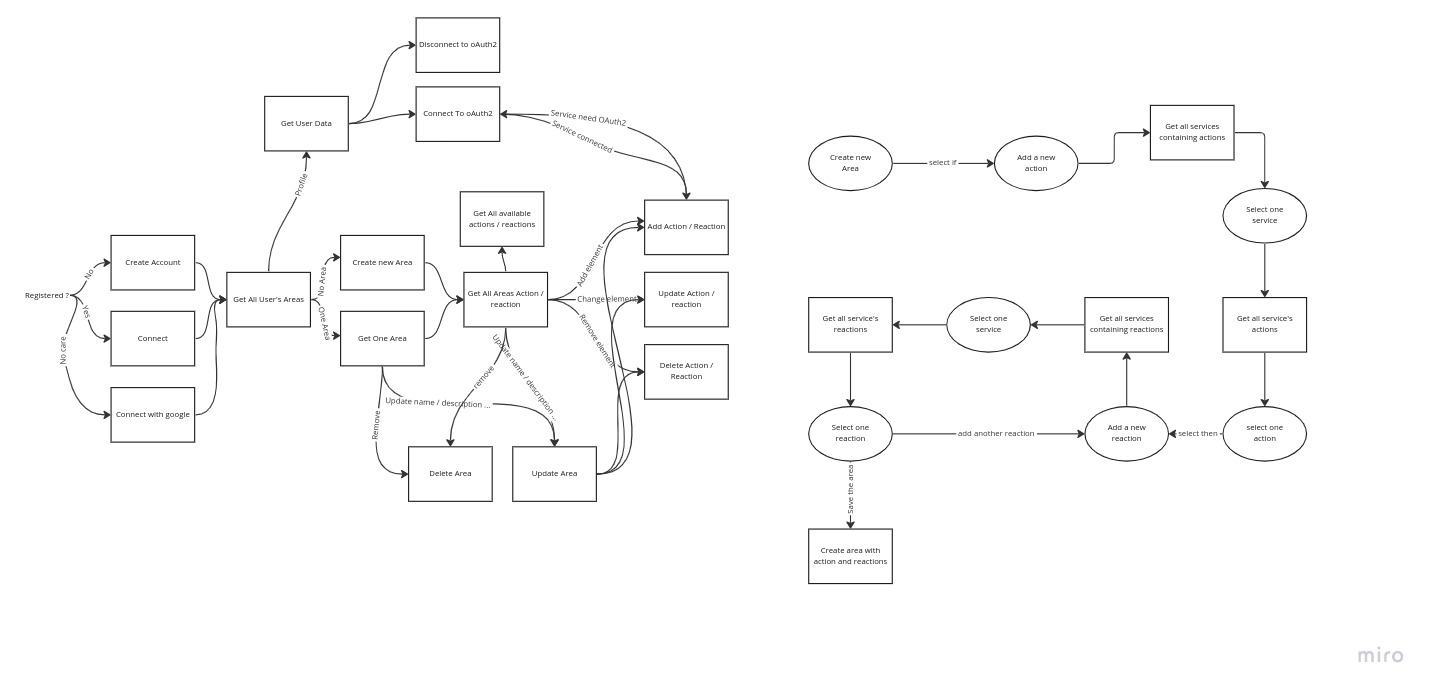 Disconnect to oAuth2
Connect To oAuth2
Get User Data
Service need OAuth2
Service connected
Profile
Get All available
actions / reactions
Add Action / Reaction
Registered ?
No
Yes
No care
Create Account
Connect
Connect with google
Get All User's Areas
No Area
One Area
Create new Area
Get One Area
Get All Areas Action /
reaction
Add element
Change element
Remove element
Update Action /
reaction
Delete Action /
Reaction
Update name / description ...
remove
Update name / description ...
Remove
Delete Area
Update Area
Create new
Area
select if
Add a new
action
Get all services
containing actions
Select one
service
Get all service's
actions
select one
action
select then
Add a new
reaction
Get all services
containing reactions
Select one
service
Get all service's
reactions
Select one
reaction
add another reaction
Save the area
Create area with
action and reactions
miro